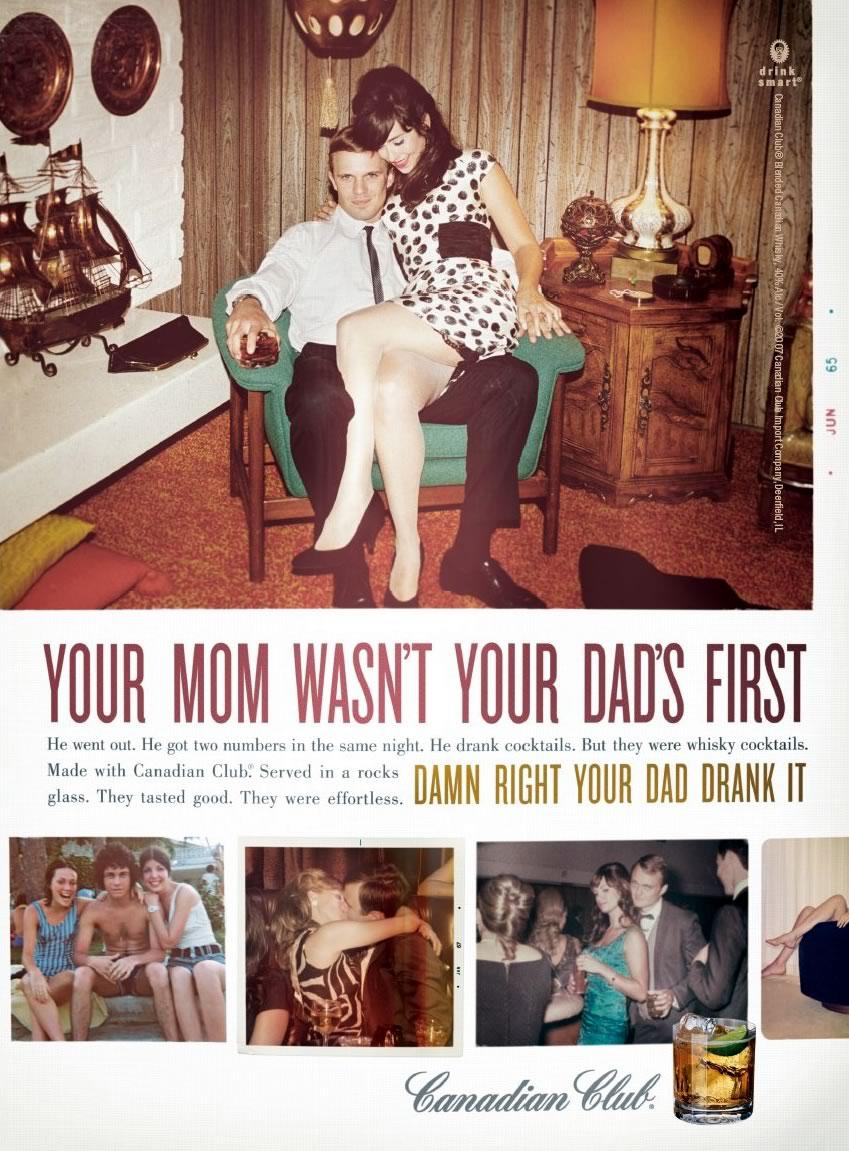 drink
smart®
Canadian Club® Blended Canadian Whisky, 40% Alc./Vol. ©2007 Canadian Club Import Company, Deerfield, IL
JUN 65
YOUR MOM WASN'T YOUR DAD'S FIRST
He went out. He got two numbers in the same night. He drank cocktails. But they were whisky cocktails.
Made with Canadian Club®. Served in a rocks
glass. They tasted good. They were effortless.
DAMN RIGHT YOUR DAD DRANK IT
Canadian Club®